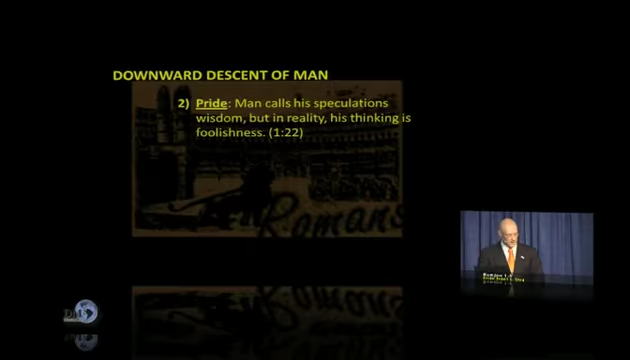 DOWNWARD DESCENT OF MAN
2) Pride: Man calls his speculations
wisdom, but in reality, his thinking is
foolishness. (1:22)
Romans